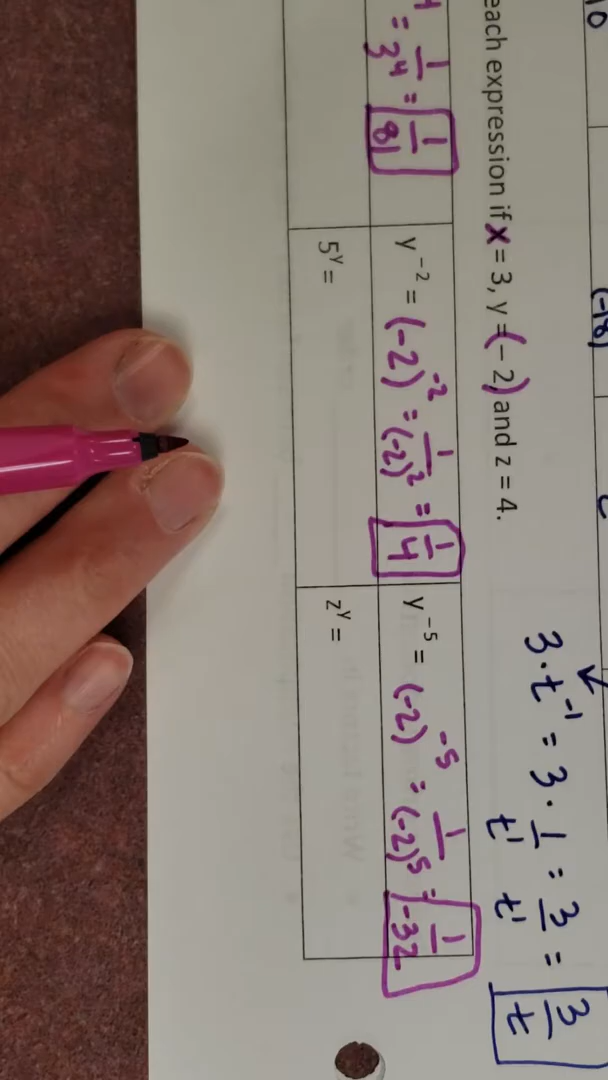 10
(-18)
3·t⁻¹ = 3·1/t¹ = 3/t¹ = 3/t
each expression if x = 3, y = (-2) and z = 4.
4 = 1/3⁴ = 1/81
y⁻² = (-2)⁻² = 1/(-2)² = 1/4
y⁻⁵ = (-2)⁻⁵ = 1/(-2)⁵ = 1/-32
5ʸ =
zʸ =